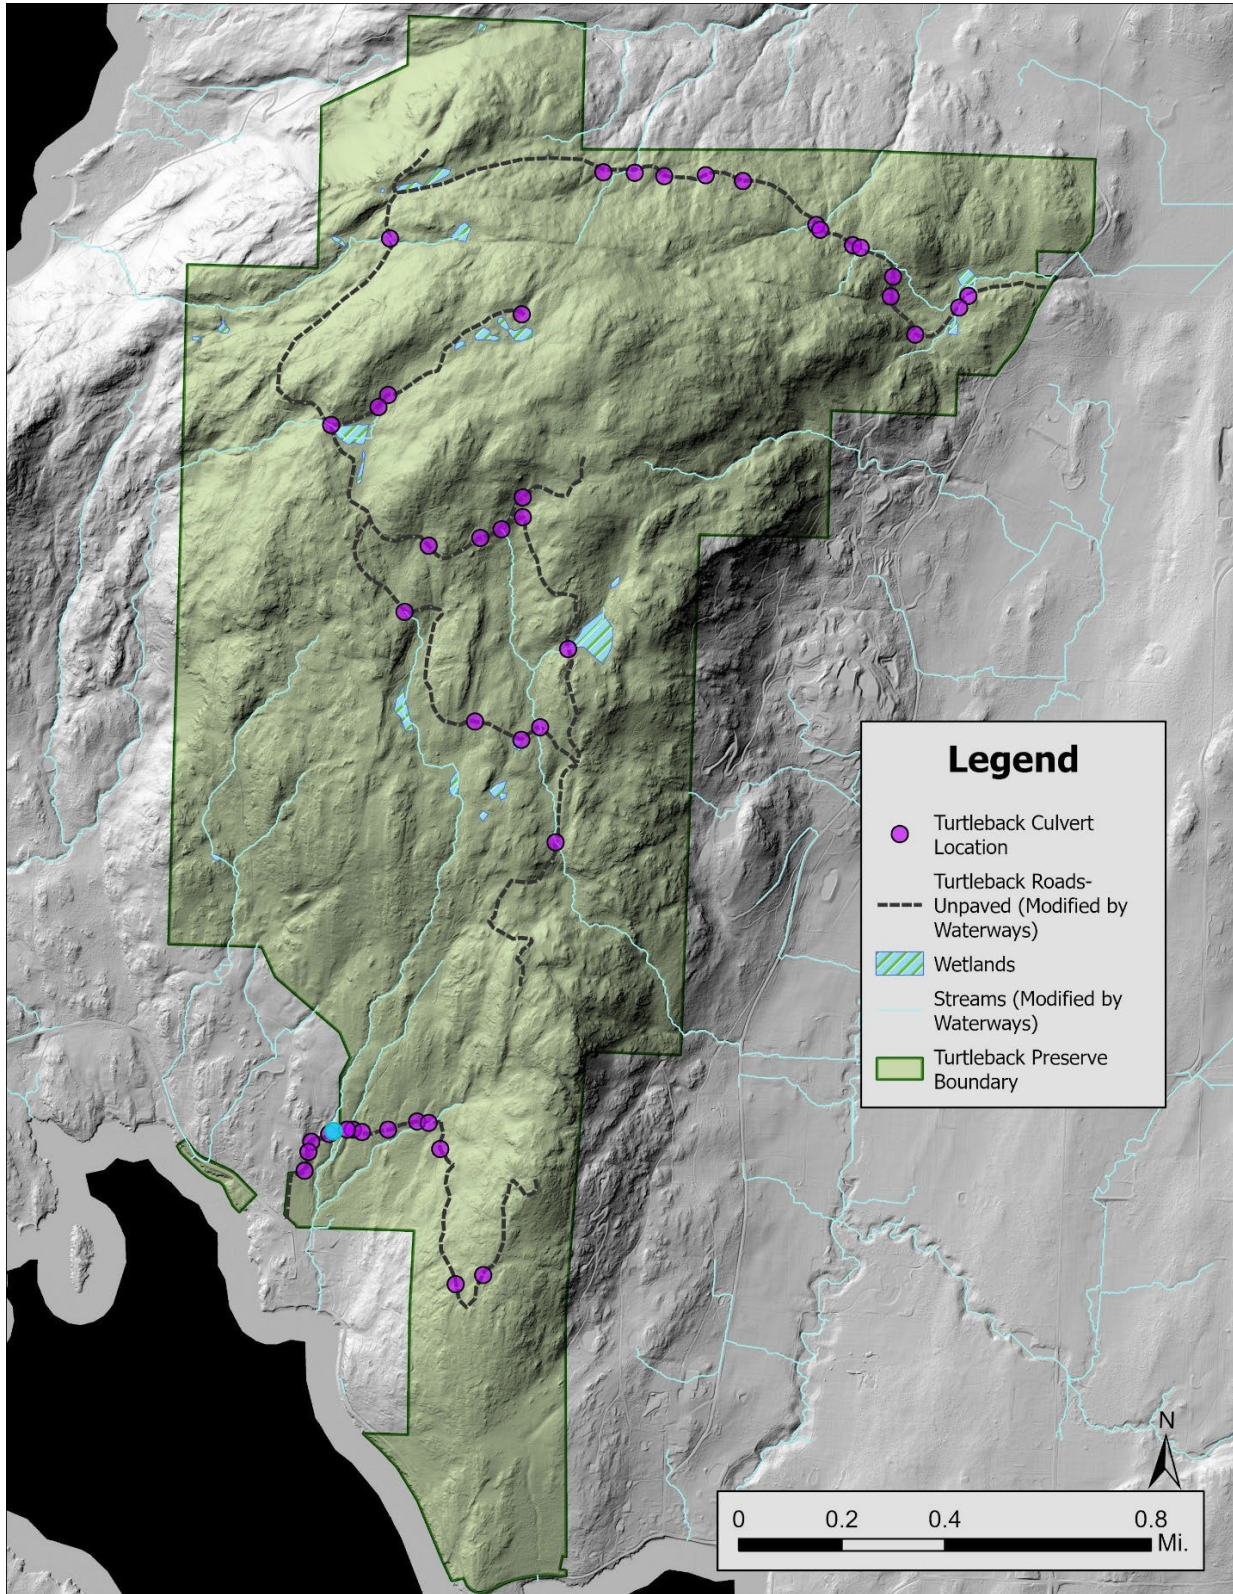 Legend
Turtleback Culvert
Location
Turtleback Roads-
Unpaved (Modified by
Waterways)
Wetlands
Streams (Modified by
Waterways)
Turtleback Preserve
Boundary
N
0 0.2 0.4 0.8
Mi.